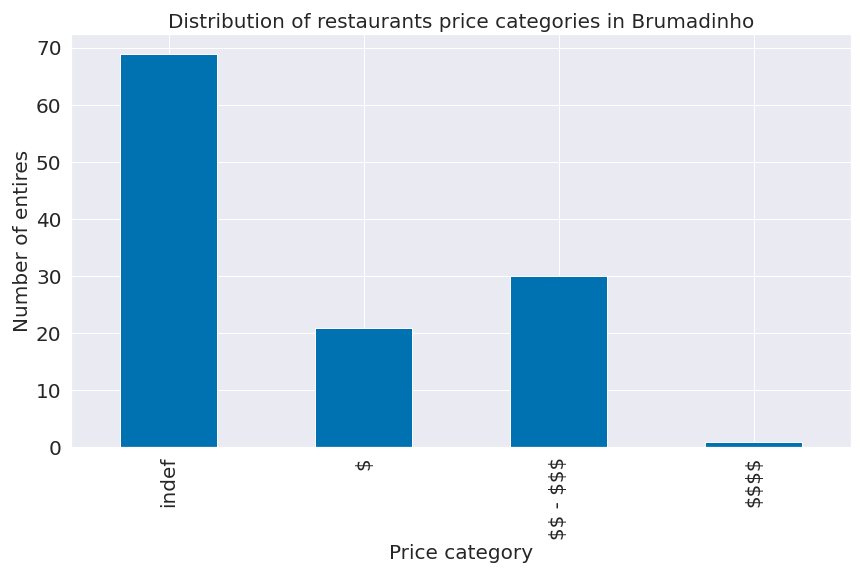 Distribution of restaurants price categories in Brumadinho
Number of entires
70
60
50
40
30
20
10
0
indef
$
$$ - $$$
$$$$
Price category